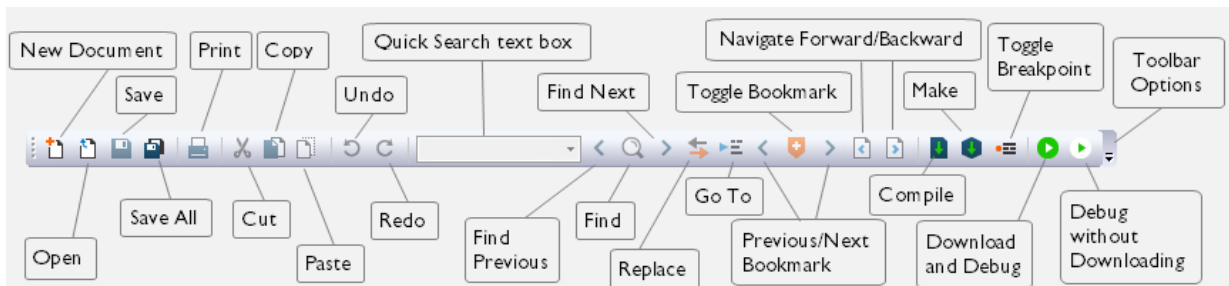 New Document
Print
Copy
Quick Search text box
Navigate Forward/Backward
Toggle
Breakpoint
Toolbar
Options
Save
Undo
Find Next
Toggle Bookmark
Make
Open
Save All
Cut
Paste
Redo
Find
Previous
Find
Replace
Go To
Previous/Next
Bookmark
Compile
Download
and Debug
Debug
without
Downloading